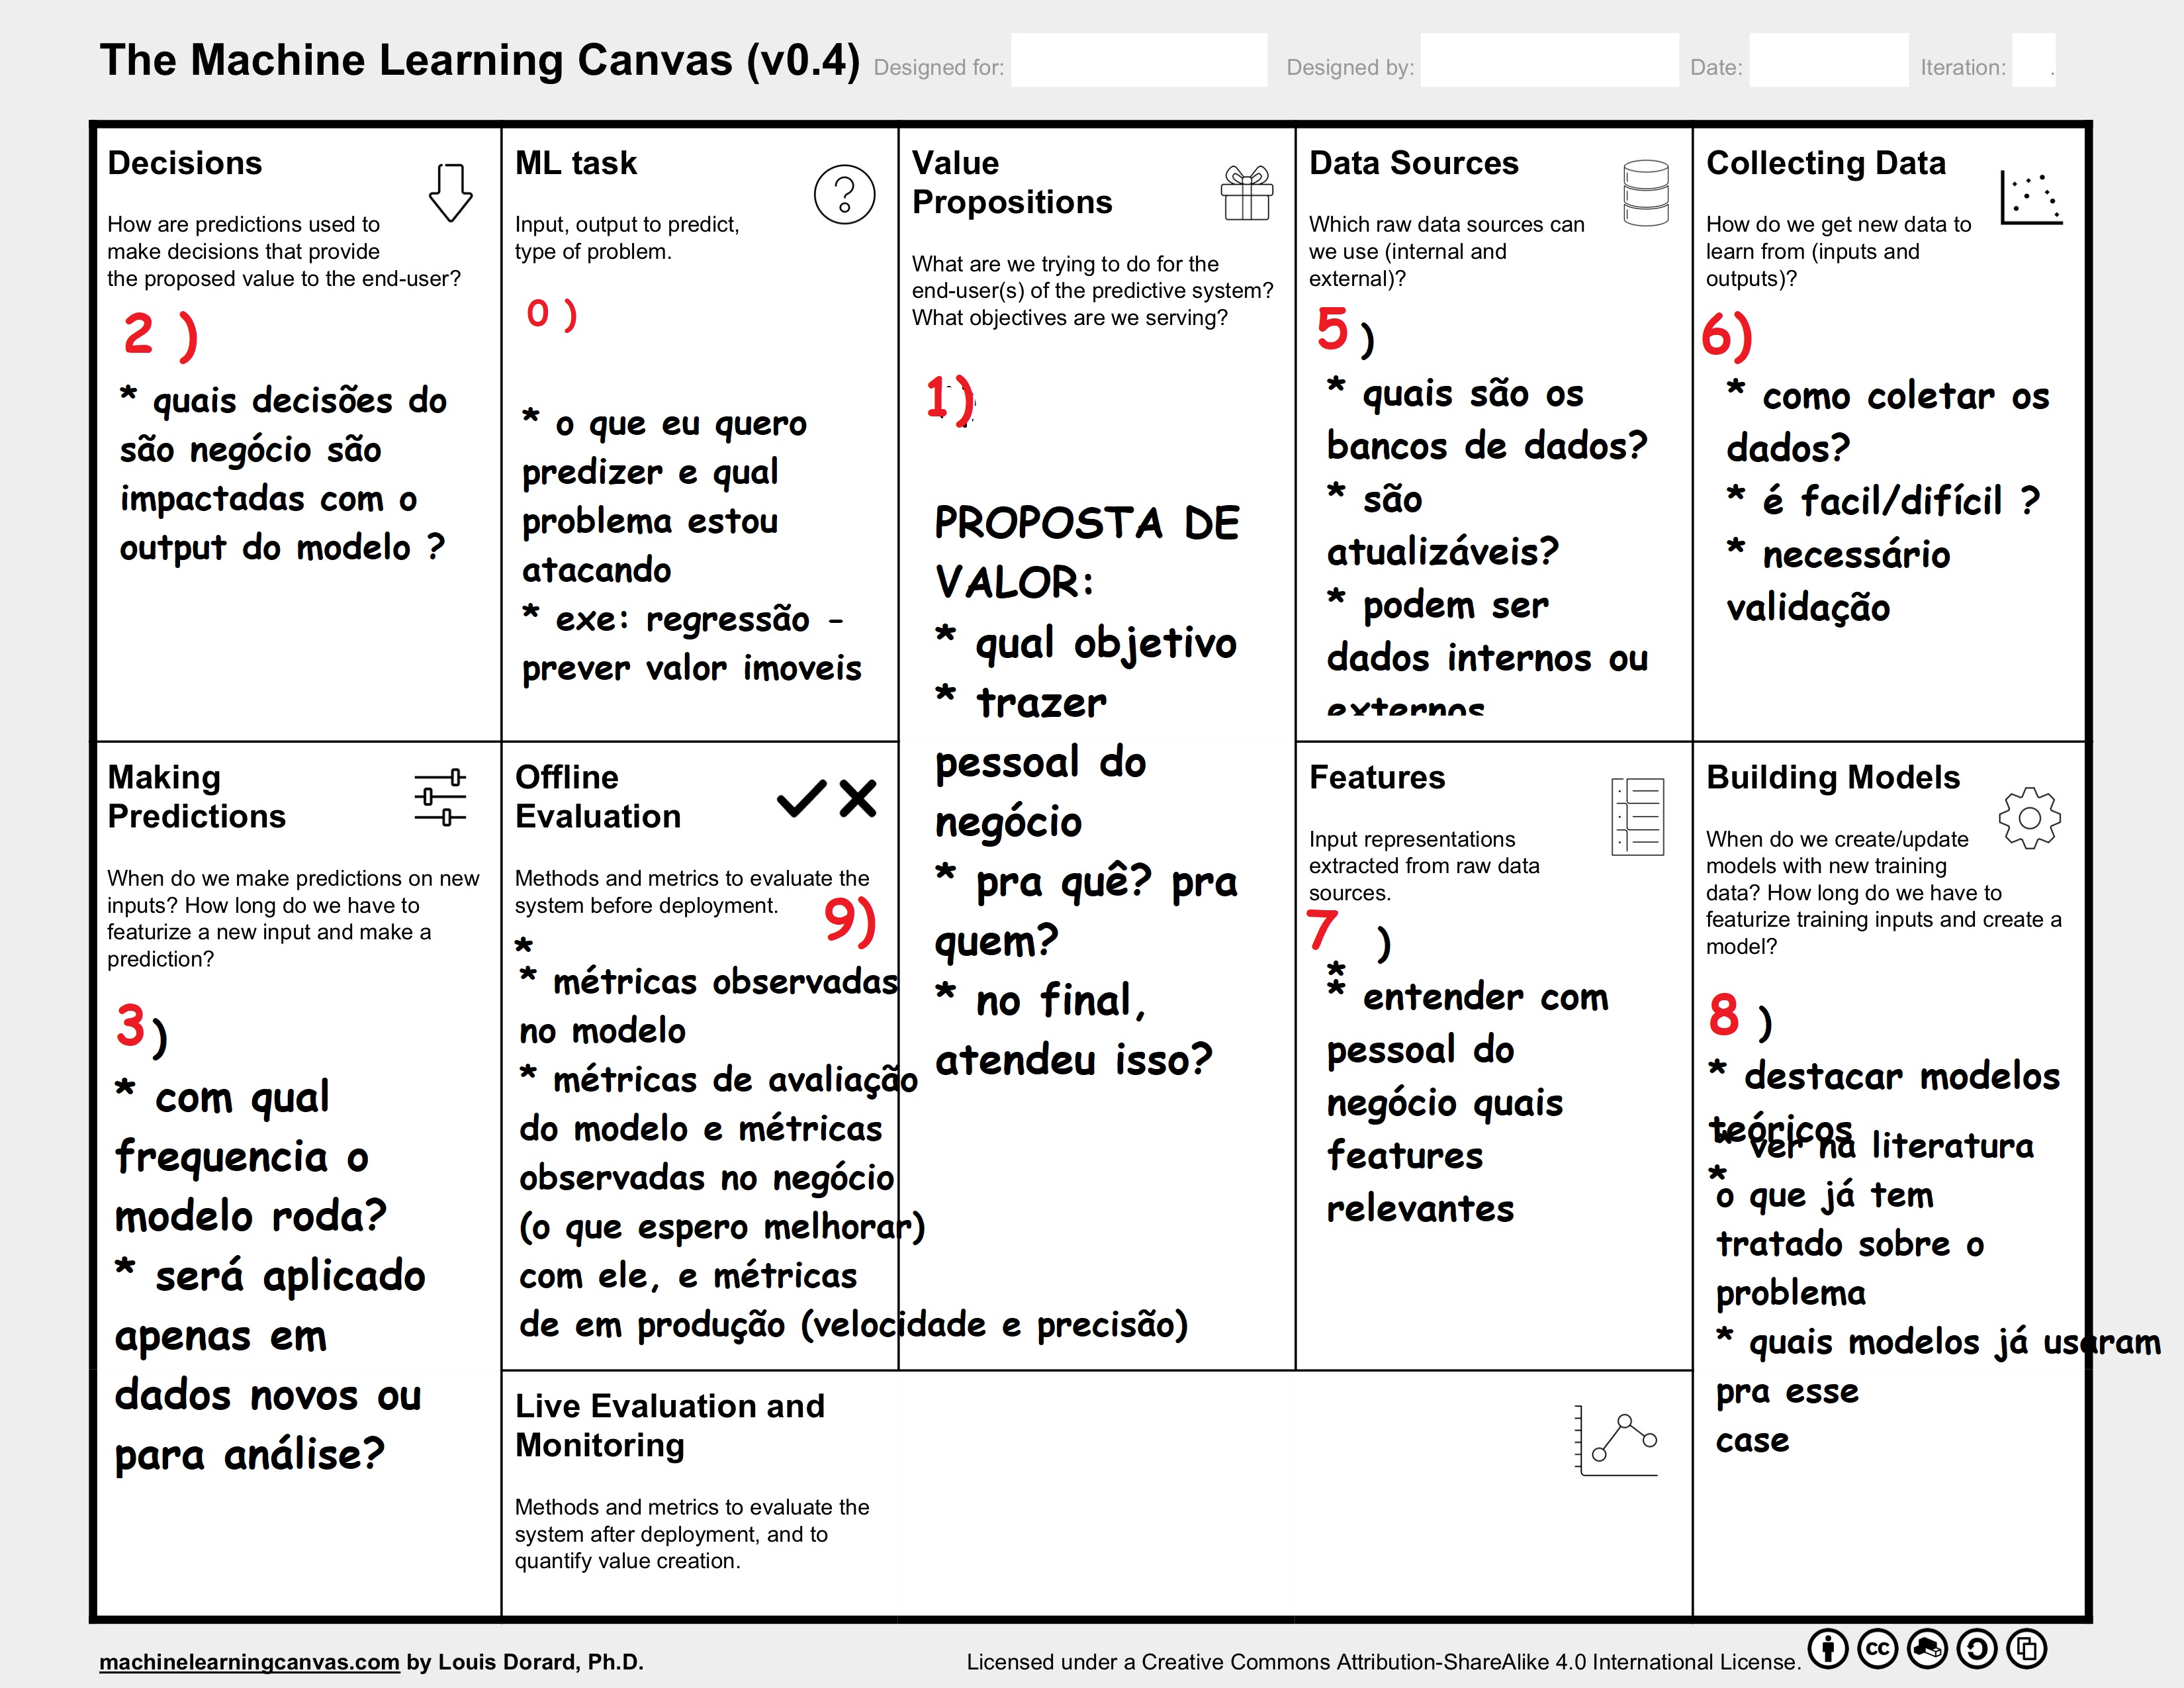 The Machine Learning Canvas (v0.4)
Designed for:
Designed by:
Date:
Iteration:
.
Decisions
How are predictions used to
make decisions that provide
the proposed value to the end-user?
2 )
* quais decisões do
são negócio são
impactadas com o
output do modelo ?
ML task
Input, output to predict,
type of problem.
0 )
* o que eu quero
predizer e qual
problema estou
atacando
* exe: regressão -
prever valor imoveis
Value
Propositions
What are we trying to do for the
end-user(s) of the predictive system?
What objectives are we serving?
1)
PROPOSTA DE
VALOR:
* qual objetivo
* trazer
pessoal do
negócio
* pra quê? pra
quem?
* no final,
atendeu isso?
Data Sources
Which raw data sources can
we use (internal and
external)?
5 )
* quais são os
bancos de dados?
* são
atualizáveis?
* podem ser
dados internos ou
externos
Collecting Data
How do we get new data to
learn from (inputs and
outputs)?
6)
* como coletar os
dados?
* é facil/difícil ?
* necessário
validação
Making
Predictions
When do we make predictions on new
inputs? How long do we have to
featurize a new input and make a
prediction?
3)
* com qual
frequencia o
modelo roda?
* será aplicado
apenas em
dados novos ou
para análise?
Offline
Evaluation
Methods and metrics to evaluate the
system before deployment.
9)
*
* métricas observadas
no modelo
* métricas de avaliação
do modelo e métricas
observadas no negócio
(o que espero melhorar)
com ele, e métricas
de em produção (velocidade e precisão)
Features
Input representations
extracted from raw data
sources.
7 )
*
* entender com
pessoal do
negócio quais
features
relevantes
Building Models
When do we create/update
models with new training
data? How long do we have to
featurize training inputs and create a
model?
8 )
* destacar modelos
teóricos
* ver na literatura
*
o que já tem
tratado sobre o
problema
* quais modelos já usaram
pra esse
case
Live Evaluation and
Monitoring
Methods and metrics to evaluate the
system after deployment, and to
quantify value creation.
machinelearningcanvas.com by Louis Dorard, Ph.D.
Licensed under a Creative Commons Attribution-ShareAlike 4.0 International License.
cc